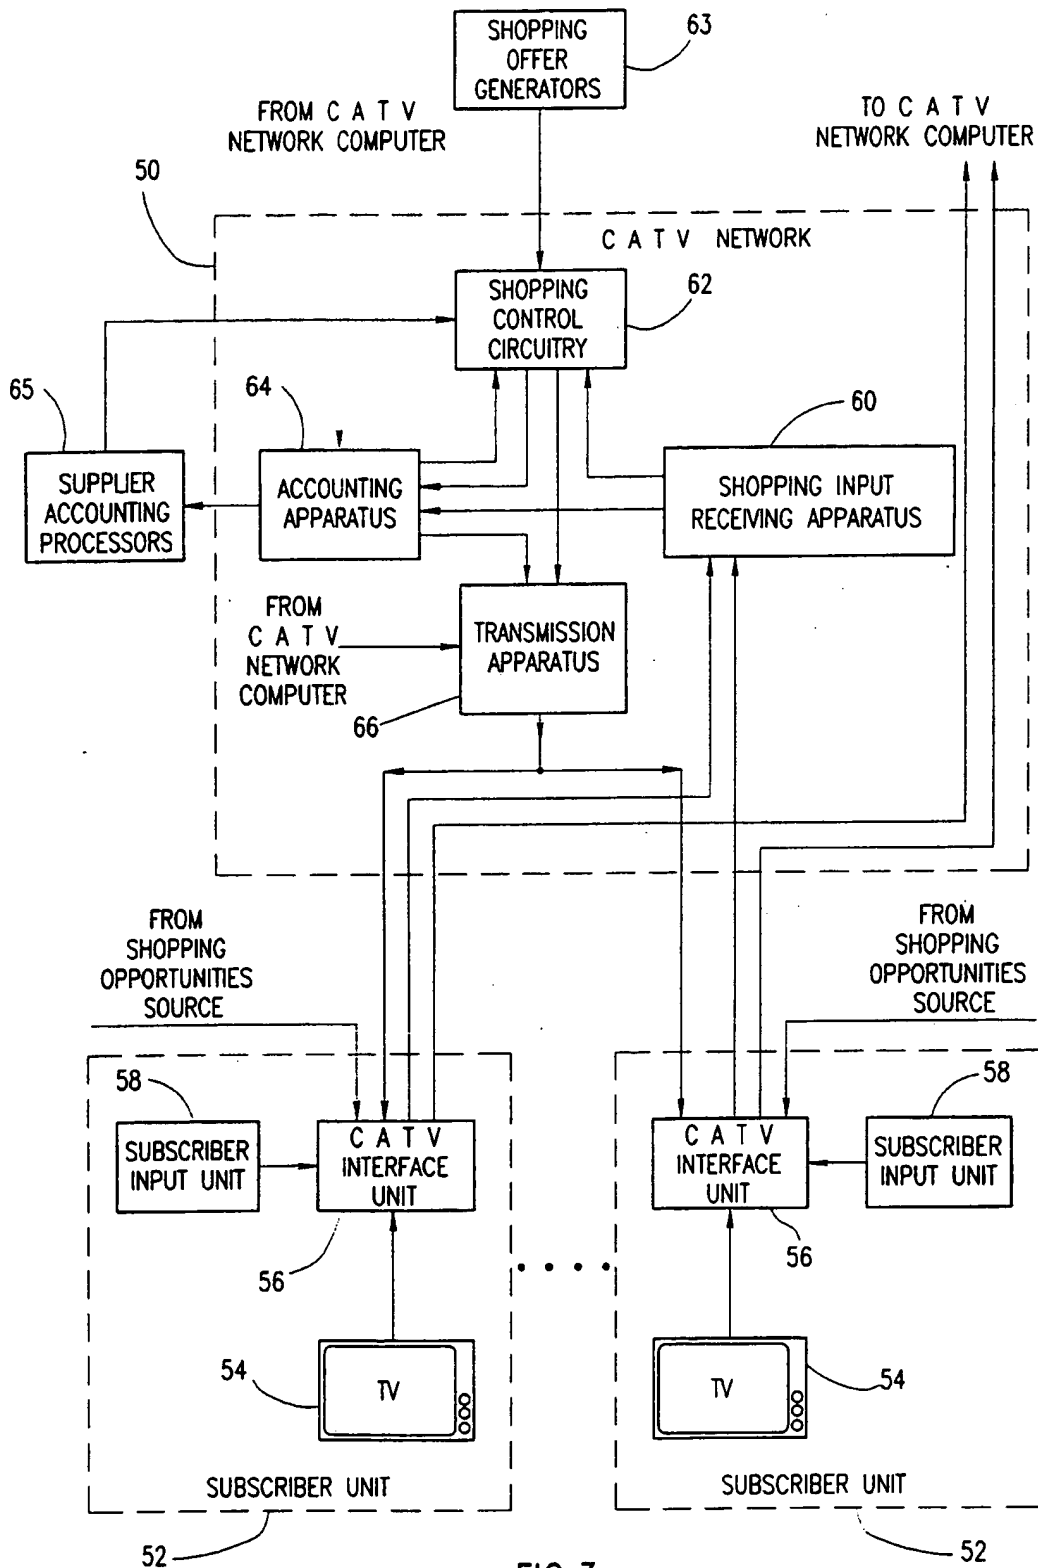 SHOPPING
OFFER
GENERATORS
63
FROM C A T V
NETWORK COMPUTER
TO C A T V
NETWORK COMPUTER
50
C A T V NETWORK
SHOPPING
CONTROL
CIRCUITRY
62
65
64
60
SUPPLIER
ACCOUNTING
PROCESSORS
ACCOUNTING
APPARATUS
SHOPPING INPUT
RECEIVING APPARATUS
FROM
C A T V
NETWORK
COMPUTER
TRANSMISSION
APPARATUS
66
FROM
SHOPPING
OPPORTUNITIES
SOURCE
FROM
SHOPPING
OPPORTUNITIES
SOURCE
58
SUBSCRIBER
INPUT UNIT
C A T V
INTERFACE
UNIT
56
C A T V
INTERFACE
UNIT
56
58
SUBSCRIBER
INPUT UNIT
54
TV
TV
54
SUBSCRIBER UNIT
52
SUBSCRIBER UNIT
52